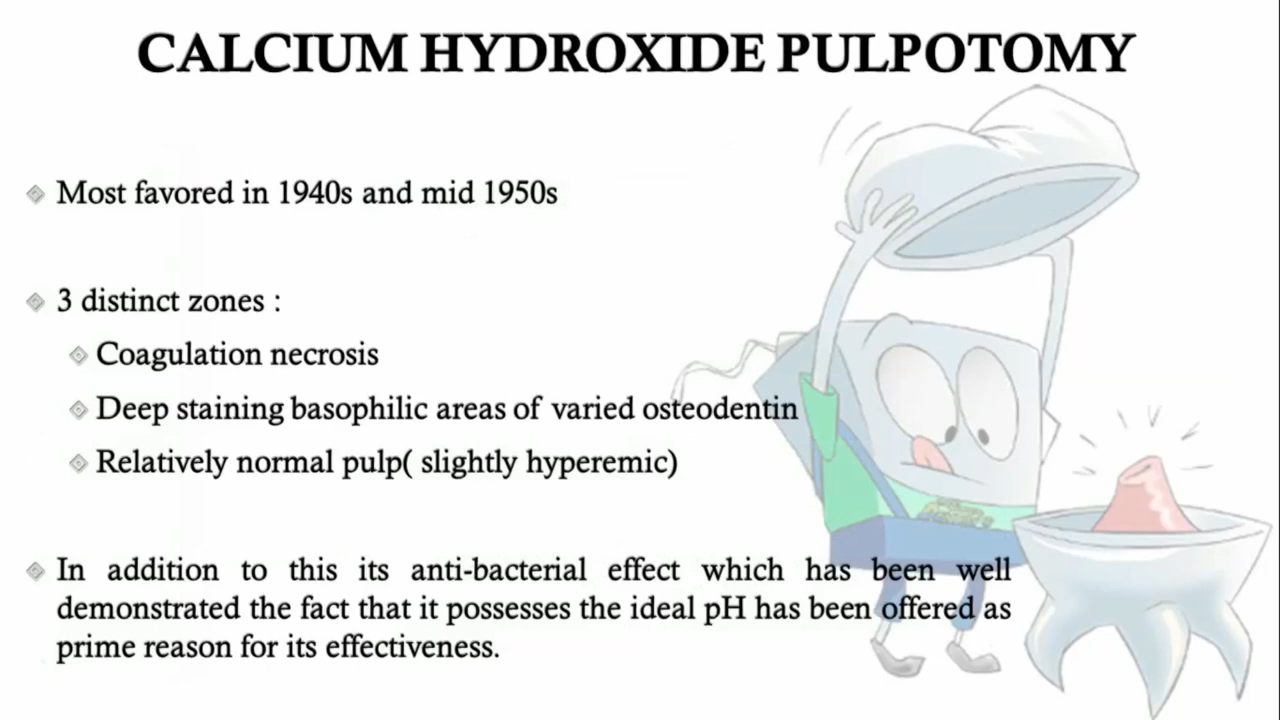 CALCIUM HYDROXIDE PULPOTOMY
Most favored in 1940s and mid 1950s
3 distinct zones :
Coagulation necrosis
Deep staining basophilic areas of varied osteodentin
Relatively normal pulp( slightly hyperemic)
In addition to this its anti-bacterial effect which has been well
demonstrated the fact that it possesses the ideal pH has been offered as
prime reason for its effectiveness.